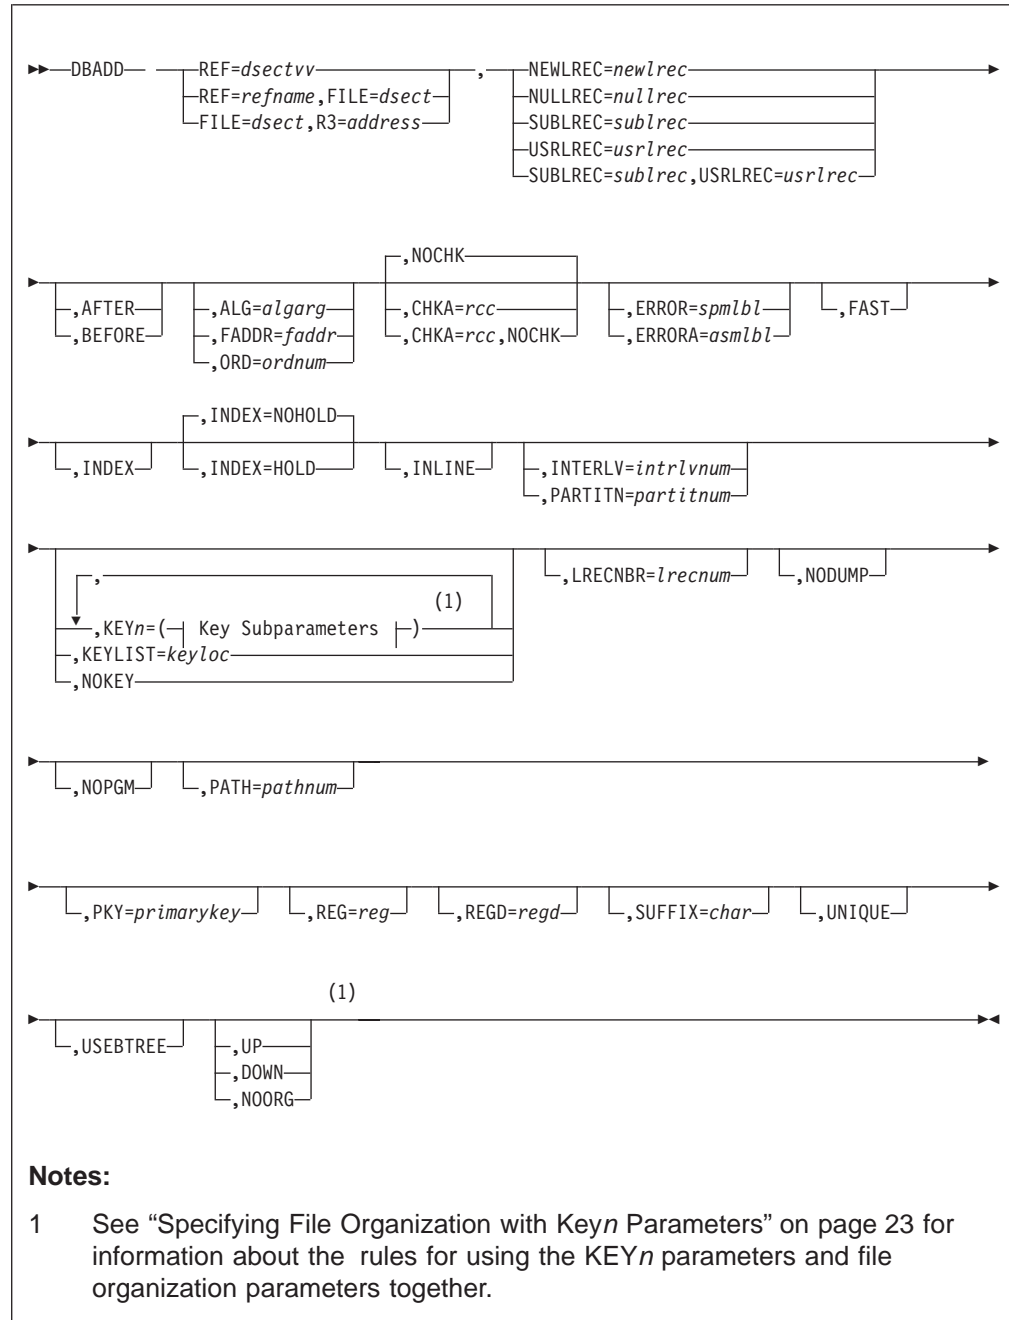 DBADD REF=dsectvv , NEWLREC=newlrec
REF=refname,FILE=dsect NULLREC=nullrec
FILE=dsect,R3=address SUBLREC=sublrec
USRLREC=usrlrec
SUBLREC=sublrec,USRLREC=usrlrec
,NOCHK
,AFTER ,ALG=algarg ,CHKA=rcc ,ERROR=spmlbl ,FAST
,BEFORE ,FADDR=faddr ,CHKA=rcc,NOCHK ,ERRORA=asmlbl
,ORD=ordnum
,INDEX=NOHOLD
,INDEX ,INDEX=HOLD ,INLINE ,INTERLV=intrlvnum
,PARTITN=partitnum
, ,LRECNBR=lrecnum ,NODUMP
(1)
,KEYn=( Key Subparameters )
,KEYLIST=keyloc
,NOKEY
,NOPGM ,PATH=pathnum
,PKY=primarykey ,REG=reg ,REGD=regd ,SUFFIX=char ,UNIQUE
(1)
,USEBTREE ,UP
,DOWN
,NOORG
Notes:
1 See “Specifying File Organization with Keyn Parameters” on page 23 for
information about the rules for using the KEYn parameters and file
organization parameters together.